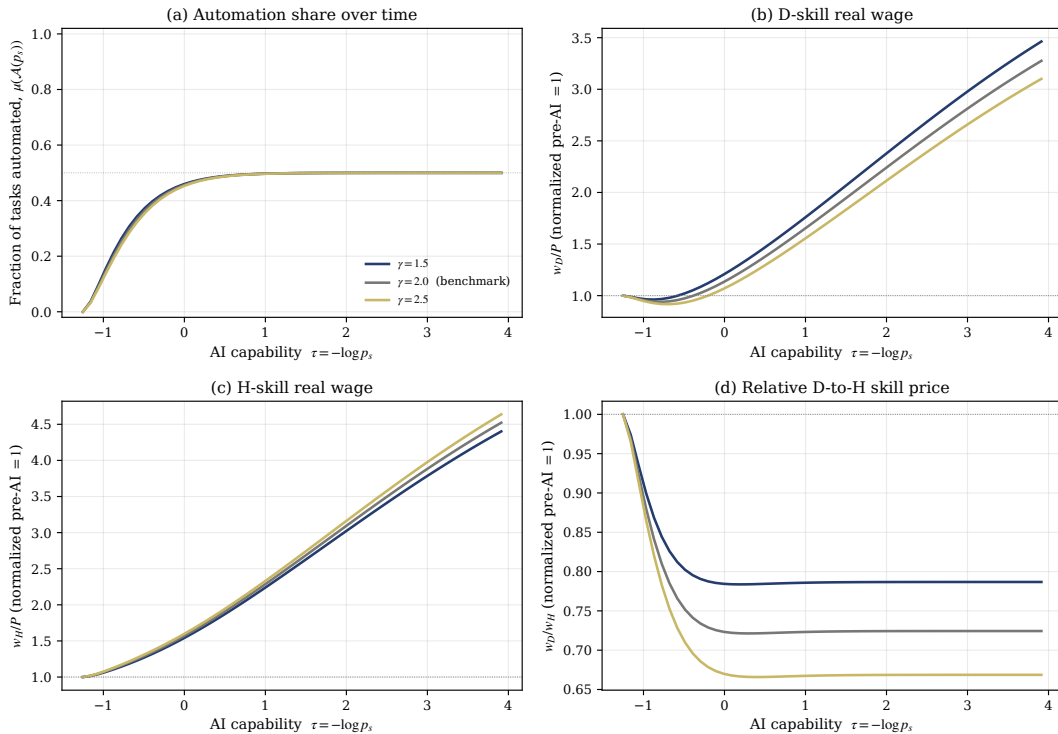 (a) Automation share over time
Fraction of tasks automated, μ(𝒜(pₛ))
1.0
0.8
0.6
0.4
0.2
0.0
γ = 1.5
γ = 2.0 (benchmark)
γ = 2.5
−1 0 1 2 3 4
AI capability τ = −log pₛ
(b) D-skill real wage
w_D/P (normalized pre-AI = 1)
3.5
3.0
2.5
2.0
1.5
1.0
−1 0 1 2 3 4
AI capability τ = −log pₛ
(c) H-skill real wage
w_H/P (normalized pre-AI = 1)
4.5
4.0
3.5
3.0
2.5
2.0
1.5
1.0
−1 0 1 2 3 4
AI capability τ = −log pₛ
(d) Relative D-to-H skill price
w_D/w_H (normalized pre-AI = 1)
1.00
0.95
0.90
0.85
0.80
0.75
0.70
0.65
−1 0 1 2 3 4
AI capability τ = −log pₛ